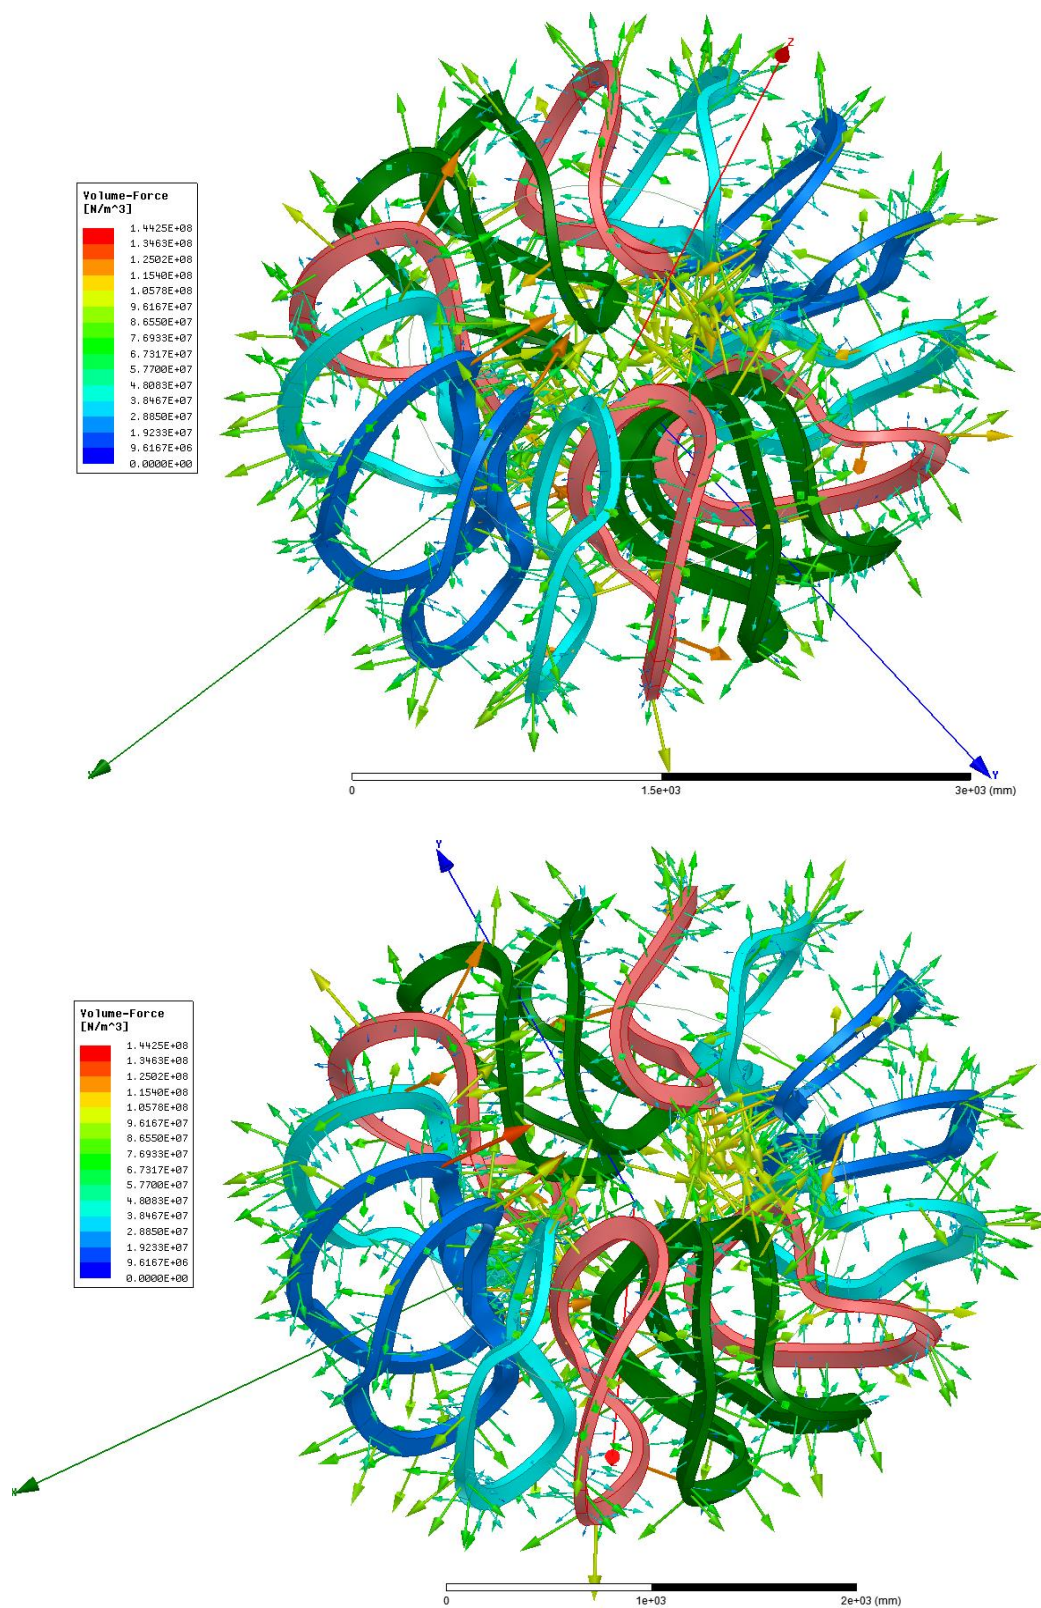 Z
Volume-Force
[N/m^3]
1.4425E+08
1.3463E+08
1.2502E+08
1.1540E+08
1.0578E+08
9.6167E+07
8.6550E+07
7.6933E+07
6.7317E+07
5.7700E+07
4.8083E+07
3.8467E+07
2.8850E+07
1.9233E+07
9.6167E+06
0.0000E+00
X
Y
0
1.5e+03
3e+03 (mm)
Y
Volume-Force
[N/m^3]
1.4425E+08
1.3463E+08
1.2502E+08
1.1540E+08
1.0578E+08
9.6167E+07
8.6550E+07
7.6933E+07
6.7317E+07
5.7700E+07
4.8083E+07
3.8467E+07
2.8850E+07
1.9233E+07
9.6167E+06
0.0000E+00
X
0
1e+03
2e+03 (mm)